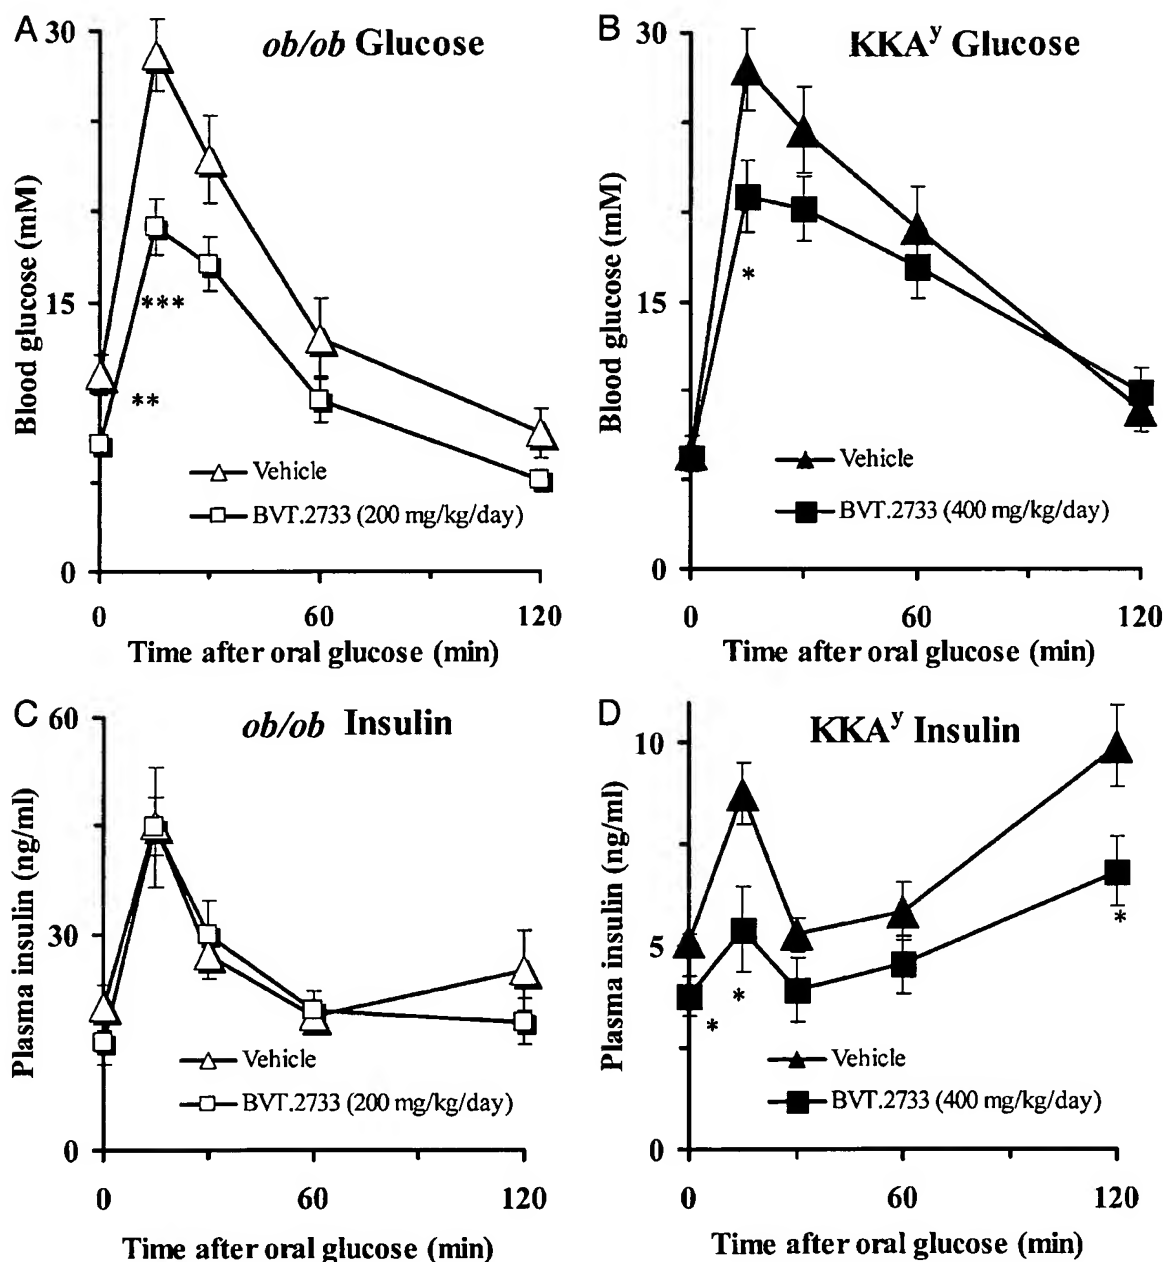 A
ob/ob Glucose
30
15
0
Blood glucose (mM)
***
**
Vehicle
BVT.2733 (200 mg/kg/day)
0 60 120
Time after oral glucose (min)
B
KKAʸ Glucose
30
15
0
Blood glucose (mM)
*
Vehicle
BVT.2733 (400 mg/kg/day)
0 60 120
Time after oral glucose (min)
C
ob/ob Insulin
60
30
0
Plasma insulin (ng/ml)
Vehicle
BVT.2733 (200 mg/kg/day)
0 60 120
Time after oral glucose (min)
D
KKAʸ Insulin
10
5
0
Plasma insulin (ng/ml)
*
*
*
Vehicle
BVT.2733 (400 mg/kg/day)
0 60 120
Time after oral glucose (min)